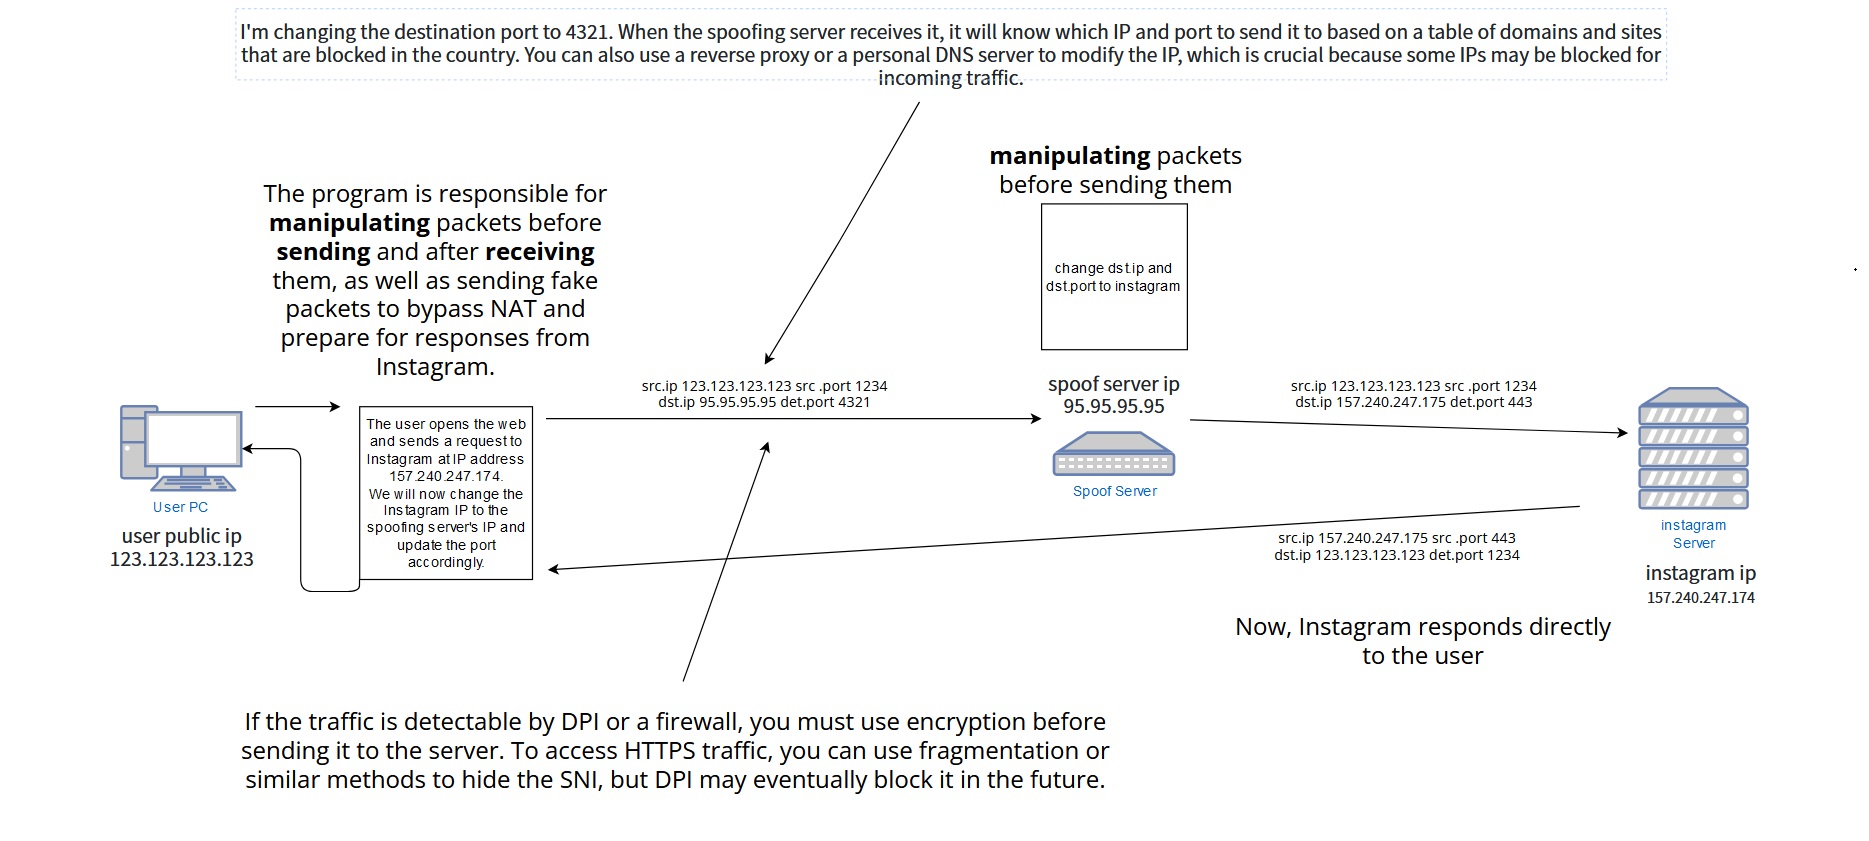 I'm changing the destination port to 4321. When the spoofing server receives it, it will know which IP and port to send it to based on a table of domains and sites
that are blocked in the country. You can also use a reverse proxy or a personal DNS server to modify the IP, which is crucial because some IPs may be blocked for
incoming traffic.
manipulating packets
before sending them
The program is responsible for
manipulating packets before
sending and after receiving
them, as well as sending fake
packets to bypass NAT and
prepare for responses from
Instagram.
change dst.ip and
dst.port to instagram
src.ip 123.123.123.123 src .port 1234
dst.ip 95.95.95.95 det.port 4321
spoof server ip
95.95.95.95
src.ip 123.123.123.123 src .port 1234
dst.ip 157.240.247.175 det.port 443
The user opens the web
and sends a request to
Instagram at IP address
157.240.247.174.
We will now change the
Instagram IP to the
spoofing server's IP and
update the port
accordingly.
User PC
user public ip
123.123.123.123
Spoof Server
instagram
Server
instagram ip
157.240.247.174
src.ip 157.240.247.175 src .port 443
dst.ip 123.123.123.123 det.port 1234
Now, Instagram responds directly
to the user
If the traffic is detectable by DPI or a firewall, you must use encryption before
sending it to the server. To access HTTPS traffic, you can use fragmentation or
similar methods to hide the SNI, but DPI may eventually block it in the future.